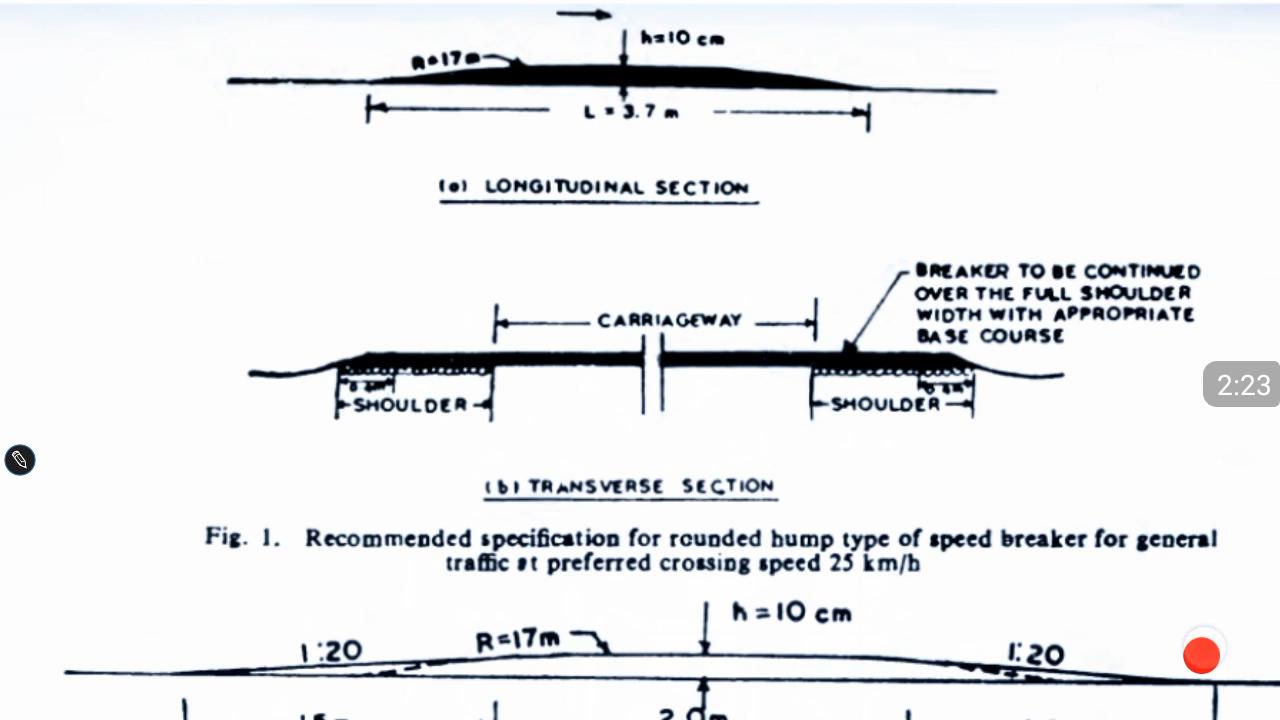 h=10 cm
R=17m
L = 3.7 m
(a) LONGITUDINAL SECTION
BREAKER TO BE CONTINUED
OVER THE FULL SHOULDER
WIDTH WITH APPROPRIATE
BASE COURSE
CARRIAGEWAY
2:23
SHOULDER
SHOULDER
(b) TRANSVERSE SECTION
Fig. 1. Recommended specification for rounded hump type of speed breaker for general
traffic at preferred crossing speed 25 km/h
h = 10 cm
R=17m
1:20
1:20